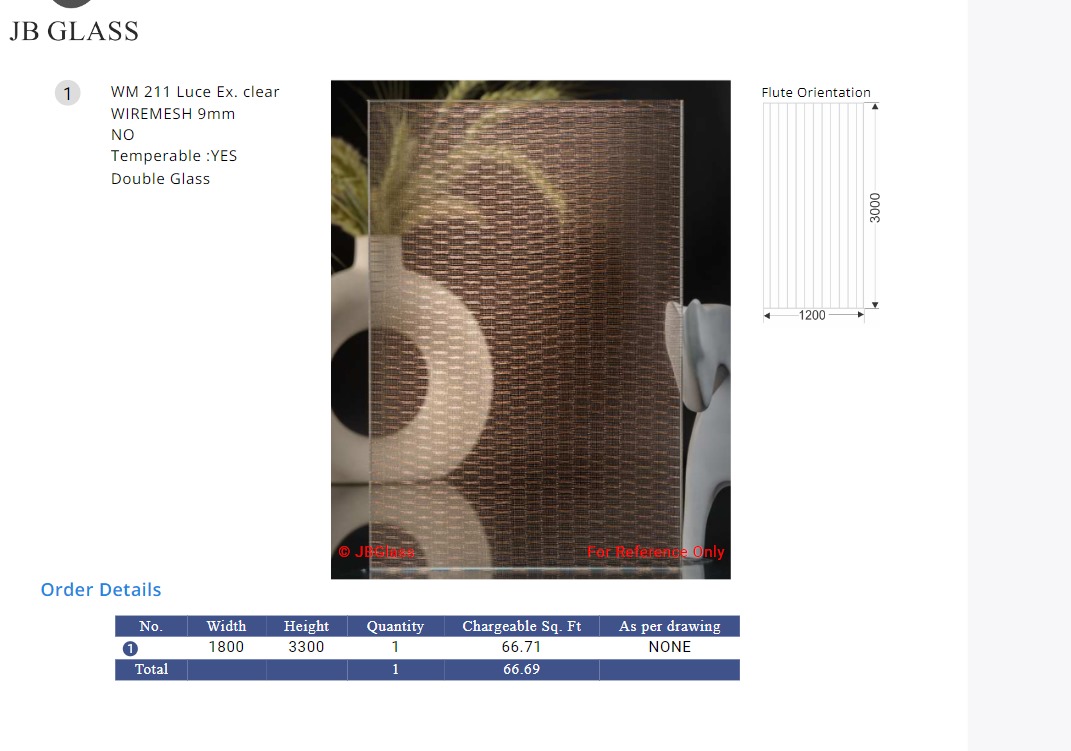 JB GLASS
1
WM 211 Luce Ex. clear
WIREMESH 9mm
NO
Temperable :YES
Double Glass
Flute Orientation
3000
1200
© JBGlass
For Reference Only
Order Details
No. Width Height Quantity Chargeable Sq. Ft As per drawing
1 1800 3300 1 66.71 NONE
Total 1 66.69